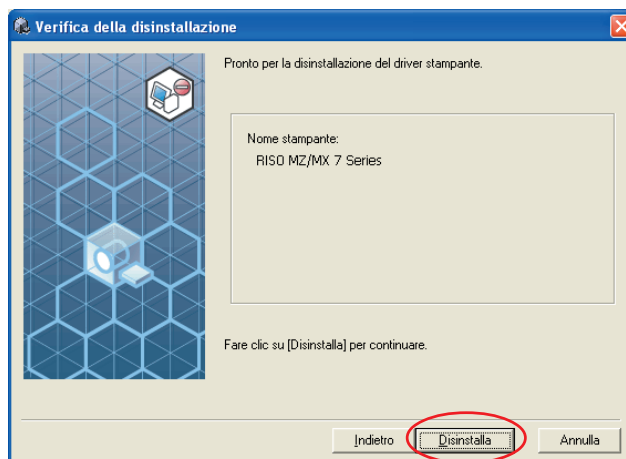 Verifica della disinstallazione
Pronto per la disinstallazione del driver stampante.
Nome stampante:
RISO MZ/MX 7 Series
Fare clic su [Disinstalla] per continuare.
Indietro
Disinstalla
Annulla